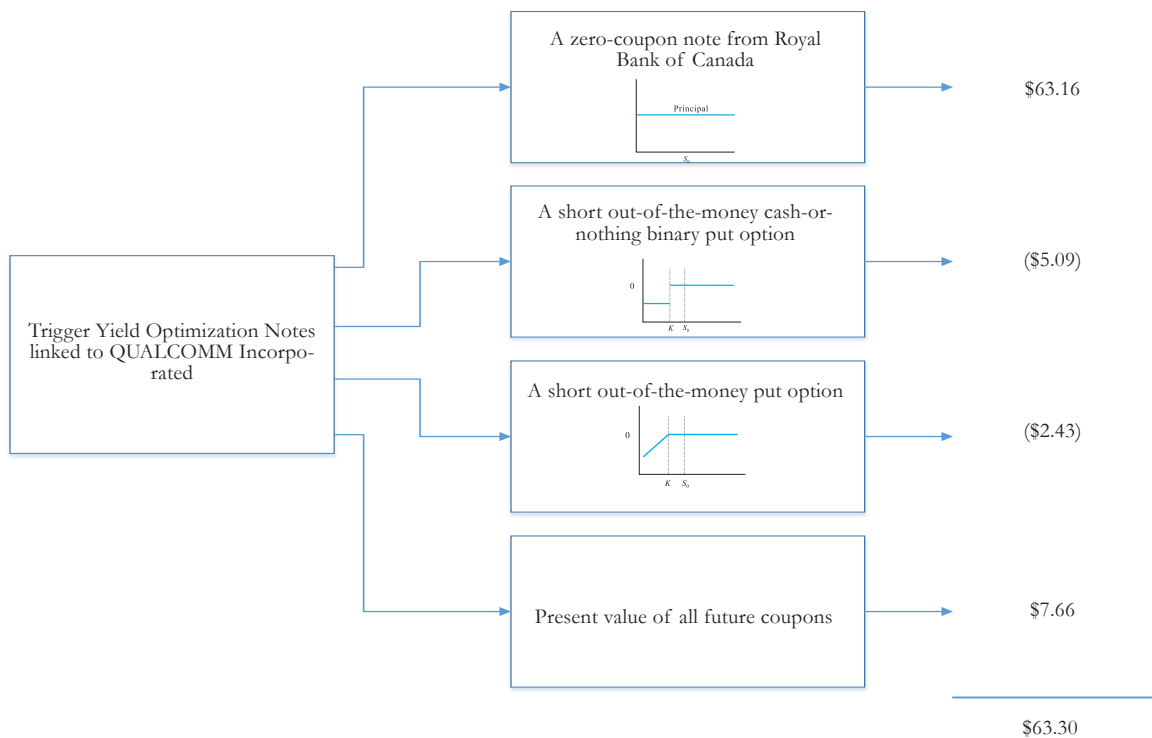 A zero-coupon note from Royal
Bank of Canada
Principal
S₀
$63.16
A short out-of-the-money cash-or-
nothing binary put option
0
K S₀
($5.09)
Trigger Yield Optimization Notes
linked to QUALCOMM Incorpo-
rated
A short out-of-the-money put option
0
K S₀
($2.43)
Present value of all future coupons
$7.66
$63.30